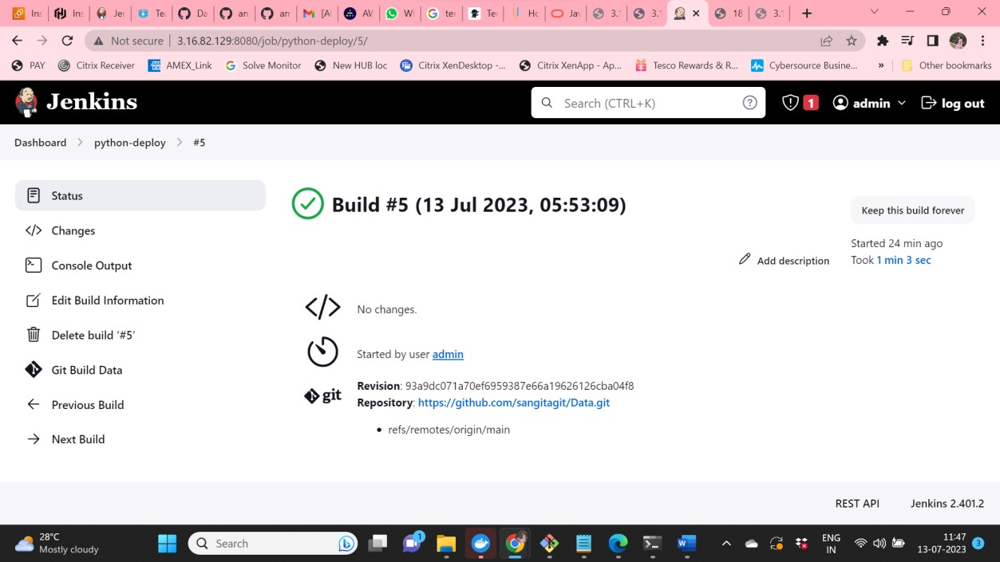 Ins
Ins
Jer
Tea
Da
an
an
M [A
AV
W
ter
Ter
Ho
Jav
3.1
3.1
18
3.1
Not secure | 3.16.82.129:8080/job/python-deploy/5/
PAY Citrix Receiver AMEX_Link Solve Monitor New HUB loc Citrix XenDesktop -... Citrix XenApp - Ap... Tesco Rewards & R... Cybersource Busine... » Other bookmarks
Jenkins
Search (CTRL+K)
1
admin
log out
Dashboard > python-deploy > #5
Status
Changes
Console Output
Edit Build Information
Delete build ‘#5’
Git Build Data
Previous Build
Next Build
Build #5 (13 Jul 2023, 05:53:09)
Keep this build forever
Started 24 min ago
Took 1 min 3 sec
Add description
No changes.
Started by user admin
git
Revision: 93a9dc071a70ef6959387e66a19626126cba04f8
Repository: https://github.com/sangitagit/Data.git
• refs/remotes/origin/main
REST API Jenkins 2.401.2
28°C
Mostly cloudy
Search
1
ENG
IN
11:47
13-07-2023
3